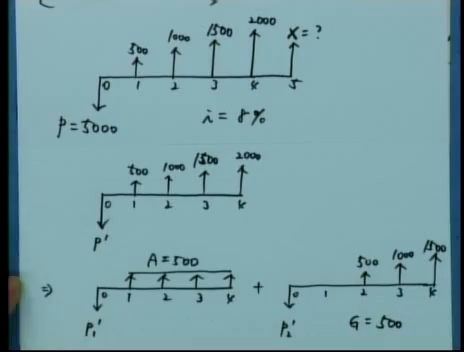 500 1000 1500 2000 X = ?
0 1 2 3 4 5
P = 5000 i = 8%
500 1000 1500 2000
0 1 2 3 4
P'
⇒ A = 500 + 500 1000 1500
0 1 2 3 4 0 1 2 3 4
P₁' P₂' G = 500